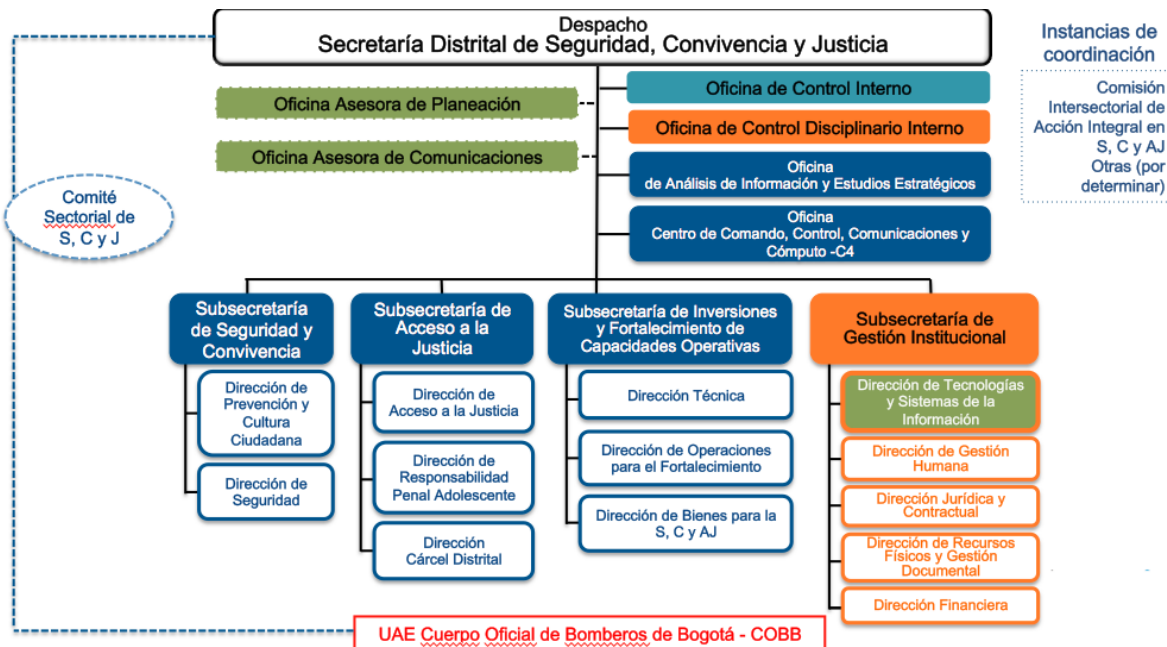 Despacho
Secretaría Distrital de Seguridad, Convivencia y Justicia
Instancias de
coordinación
Comisión
Intersectorial de
Acción Integral en
S, C y AJ
Otras (por
determinar)
Oficina Asesora de Planeación
Oficina Asesora de Comunicaciones
Oficina de Control Interno
Oficina de Control Disciplinario Interno
Oficina
de Análisis de Información y Estudios Estratégicos
Oficina
Centro de Comando, Control, Comunicaciones y
Cómputo -C4
Comité
Sectorial de
S, C y J
Subsecretaría
de Seguridad y
Convivencia
Dirección de
Prevención y
Cultura
Ciudadana
Dirección de
Seguridad
Subsecretaría de
Acceso a la
Justicia
Dirección de
Acceso a la Justicia
Dirección de
Responsabilidad
Penal Adolescente
Dirección
Cárcel Distrital
Subsecretaría de Inversiones
y Fortalecimiento de
Capacidades Operativas
Dirección Técnica
Dirección de Operaciones
para el Fortalecimiento
Dirección de Bienes para la
S, C y AJ
Subsecretaría de
Gestión Institucional
Dirección de Tecnologías
y Sistemas de la
Información
Dirección de Gestión
Humana
Dirección Jurídica y
Contractual
Dirección de Recursos
Físicos y Gestión
Documental
Dirección Financiera
UAE Cuerpo Oficial de Bomberos de Bogotá - COBB